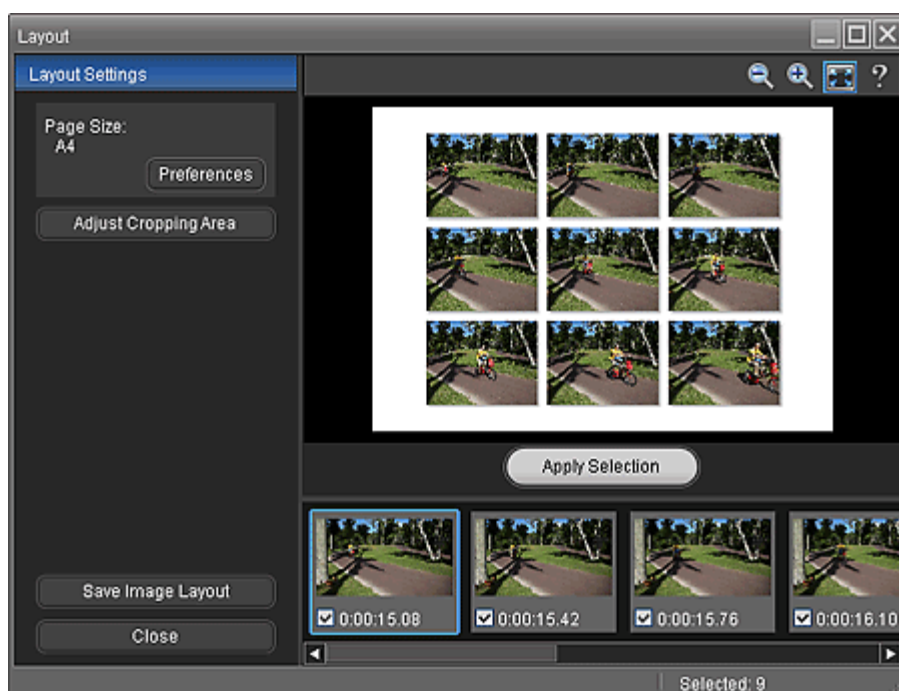 Layout
Layout Settings
?
Page Size:
A4
Preferences
Adjust Cropping Area
Apply Selection
0:00:15.08
0:00:15.42
0:00:15.76
0:00:16.10
Save Image Layout
Close
Selected: 9